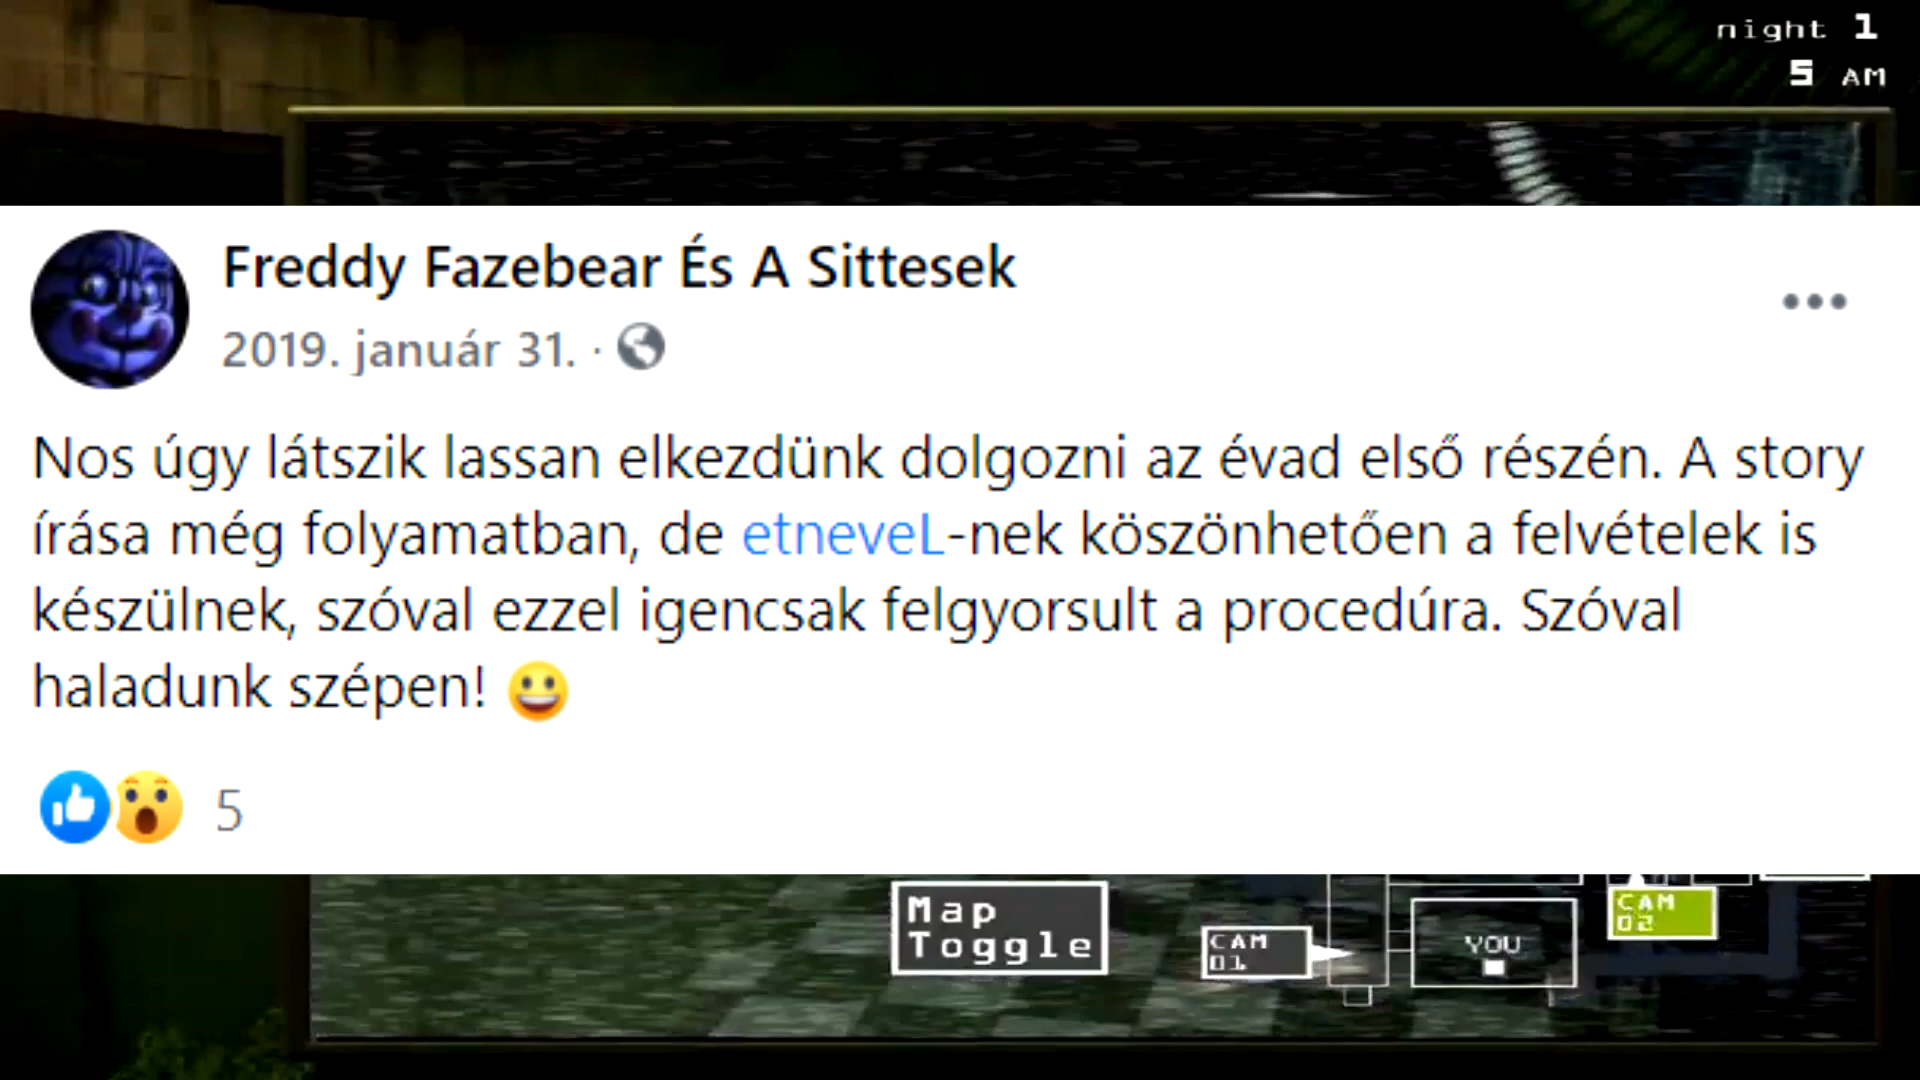 night 1
5 AM
Freddy Fazebear És A Sittesek
2019. január 31. ·
Nos úgy látszik lassan elkezdünk dolgozni az évad első részén. A story
írása még folyamatban, de etneveL-nek köszönhetően a felvételek is
készülnek, szóval ezzel igencsak felgyorsult a procedúra. Szóval
haladunk szépen! 😀
5
Map
Toggle
CAM
01
YOU
CAM
02